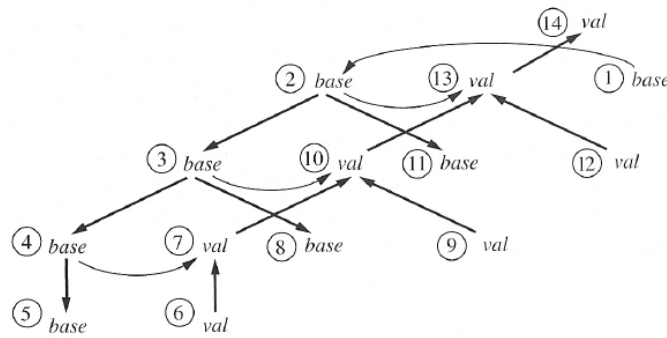 ⑭ val
② base ⑬ val ① base
③ base ⑩ val ⑪ base ⑫ val
④ base ⑦ val ⑧ base ⑨ val
⑤ base ⑥ val